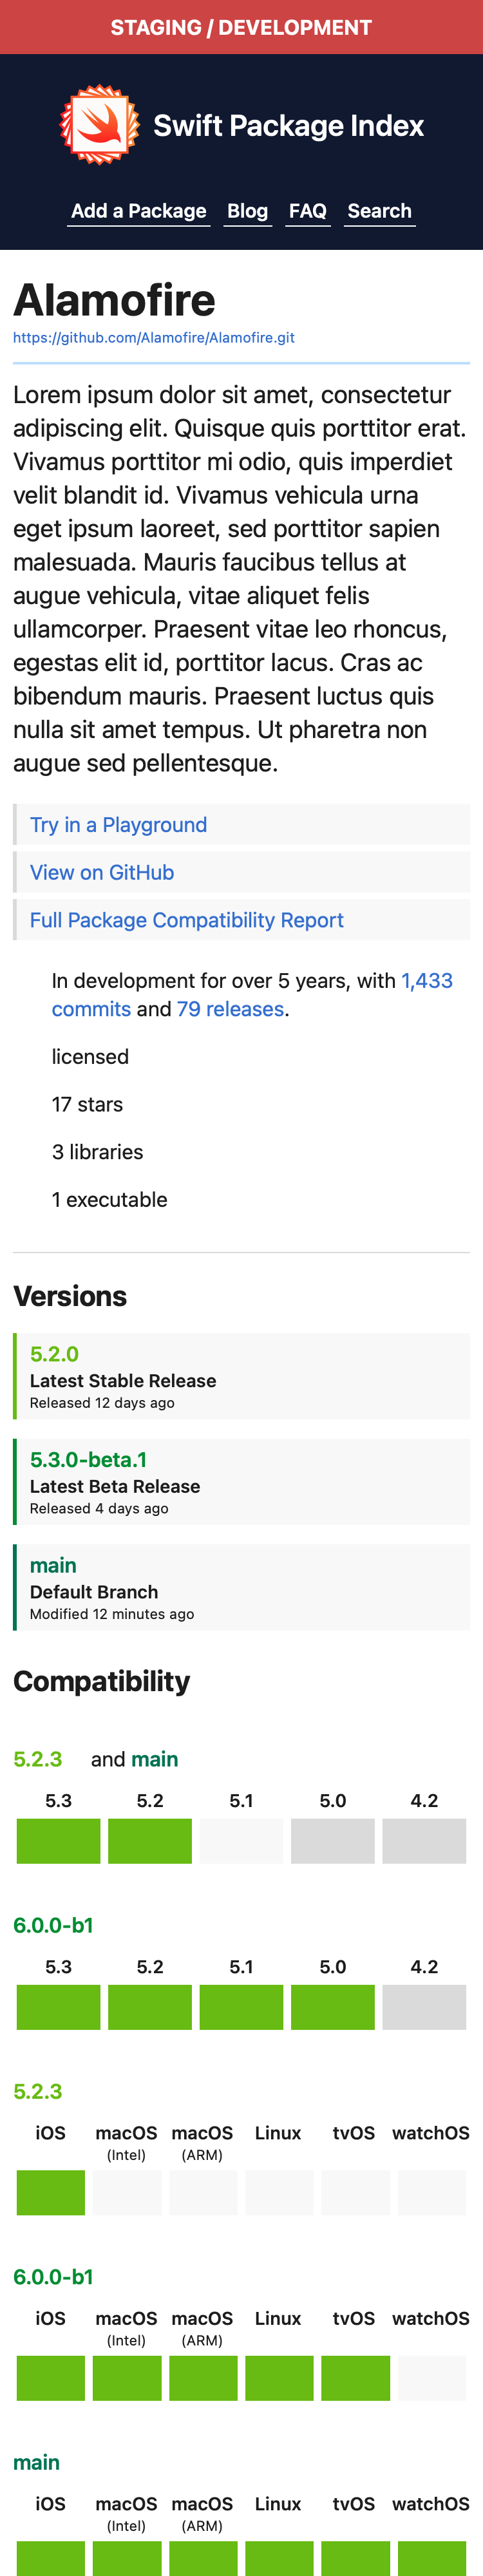 STAGING / DEVELOPMENT
Swift Package Index
Add a Package Blog FAQ Search
Alamofire
https://github.com/Alamofire/Alamofire.git
Lorem ipsum dolor sit amet, consectetur
adipiscing elit. Quisque quis porttitor erat.
Vivamus porttitor mi odio, quis imperdiet
velit blandit id. Vivamus vehicula urna
eget ipsum laoreet, sed porttitor sapien
malesuada. Mauris faucibus tellus at
augue vehicula, vitae aliquet felis
ullamcorper. Praesent vitae leo rhoncus,
egestas elit id, porttitor lacus. Cras ac
bibendum mauris. Praesent luctus quis
nulla sit amet tempus. Ut pharetra non
augue sed pellentesque.
Try in a Playground
View on GitHub
Full Package Compatibility Report
In development for over 5 years, with 1,433
commits and 79 releases.
licensed
17 stars
3 libraries
1 executable
Versions
5.2.0
Latest Stable Release
Released 12 days ago
5.3.0-beta.1
Latest Beta Release
Released 4 days ago
main
Default Branch
Modified 12 minutes ago
Compatibility
5.2.3 and main
5.3 5.2 5.1 5.0 4.2
6.0.0-b1
5.3 5.2 5.1 5.0 4.2
5.2.3
iOS macOS macOS Linux tvOS watchOS
(Intel) (ARM)
6.0.0-b1
iOS macOS macOS Linux tvOS watchOS
(Intel) (ARM)
main
iOS macOS macOS Linux tvOS watchOS
(Intel) (ARM)